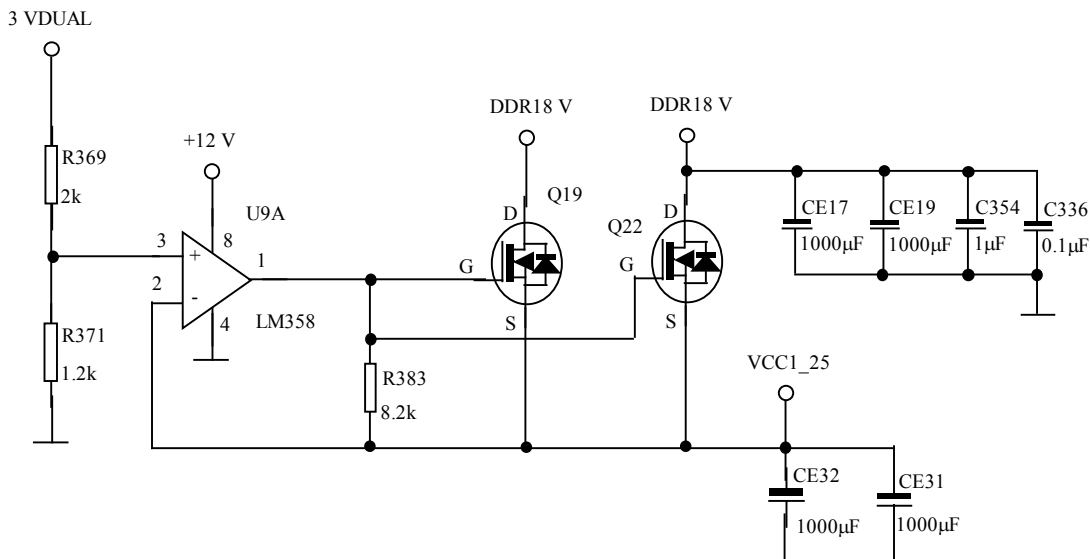 3 VDUAL
DDR18 V
DDR18 V
+12 V
R369
2k
U9A
Q19
D
Q22
D
CE17
1000μF
CE19
1000μF
C354
1μF
C336
0.1μF
3
+
8
1
G
G
2
-
4
LM358
S
S
R371
1.2k
R383
8.2k
VCC1_25
CE32
1000μF
CE31
1000μF